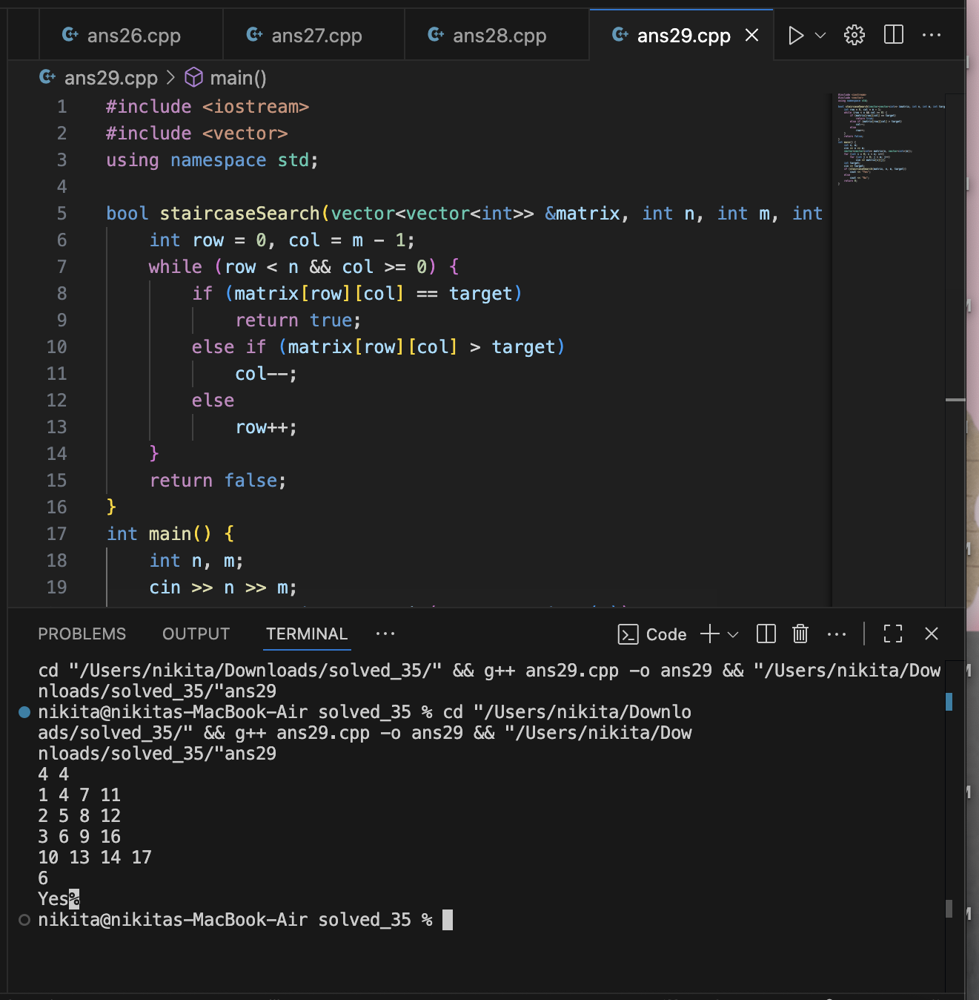 ans26.cpp ans27.cpp ans28.cpp ans29.cpp
ans29.cpp > main()
1 #include <iostream>
2 #include <vector>
3 using namespace std;
4
5 bool staircaseSearch(vector<vector<int>> &matrix, int n, int m, int
6 int row = 0, col = m - 1;
7 while (row < n && col >= 0) {
8 if (matrix[row][col] == target)
9 return true;
10 else if (matrix[row][col] > target)
11 col--;
12 else
13 row++;
14 }
15 return false;
16 }
17 int main() {
18 int n, m;
19 cin >> n >> m;
PROBLEMS OUTPUT TERMINAL ... Code
cd "/Users/nikita/Downloads/solved_35/" && g++ ans29.cpp -o ans29 && "/Users/nikita/Dow
nloads/solved_35/"ans29
nikita@nikitas-MacBook-Air solved_35 % cd "/Users/nikita/Downlo
ads/solved_35/" && g++ ans29.cpp -o ans29 && "/Users/nikita/Dow
nloads/solved_35/"ans29
4 4
1 4 7 11
2 5 8 12
3 6 9 16
10 13 14 17
6
Yes%
nikita@nikitas-MacBook-Air solved_35 %